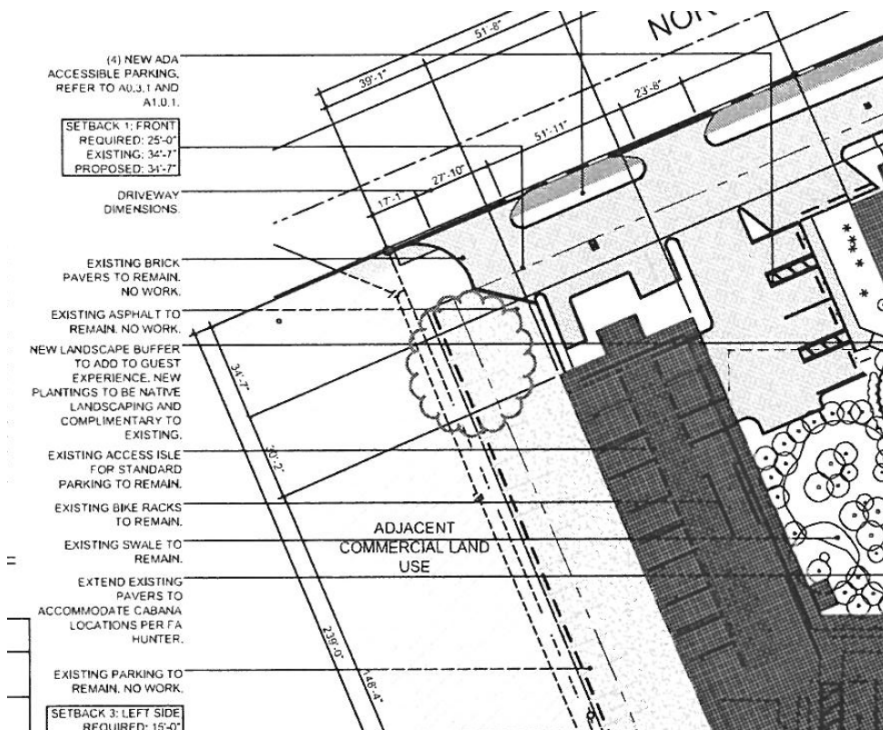 NOR
51'-8"
39'-1"
23'-8"
51'-11"
27'-10"
17'-1"
(4) NEW ADA
ACCESSIBLE PARKING,
REFER TO A0.3.1 AND
A1.0.1.
SETBACK 1: FRONT
REQUIRED: 25'-0"
EXISTING: 34'-7"
PROPOSED: 34'-7"
DRIVEWAY
DIMENSIONS.
EXISTING BRICK
PAVERS TO REMAIN.
NO WORK.
EXISTING ASPHALT TO
REMAIN. NO WORK.
NEW LANDSCAPE BUFFER
TO ADD TO GUEST
EXPERIENCE. NEW
PLANTINGS TO BE NATIVE
LANDSCAPING AND
COMPLIMENTARY TO
EXISTING.
EXISTING ACCESS ISLE
FOR STANDARD
PARKING TO REMAIN.
EXISTING BIKE RACKS
TO REMAIN.
EXISTING SWALE TO
REMAIN.
EXTEND EXISTING
PAVERS TO
ACCOMMODATE CABANA
LOCATIONS PER FA
HUNTER.
EXISTING PARKING TO
REMAIN. NO WORK.
SETBACK 3: LEFT SIDE
REQUIRED: 15'-0"
34'-7"
30'-2"
239'-0"
148'-4"
ADJACENT
COMMERCIAL LAND
USE